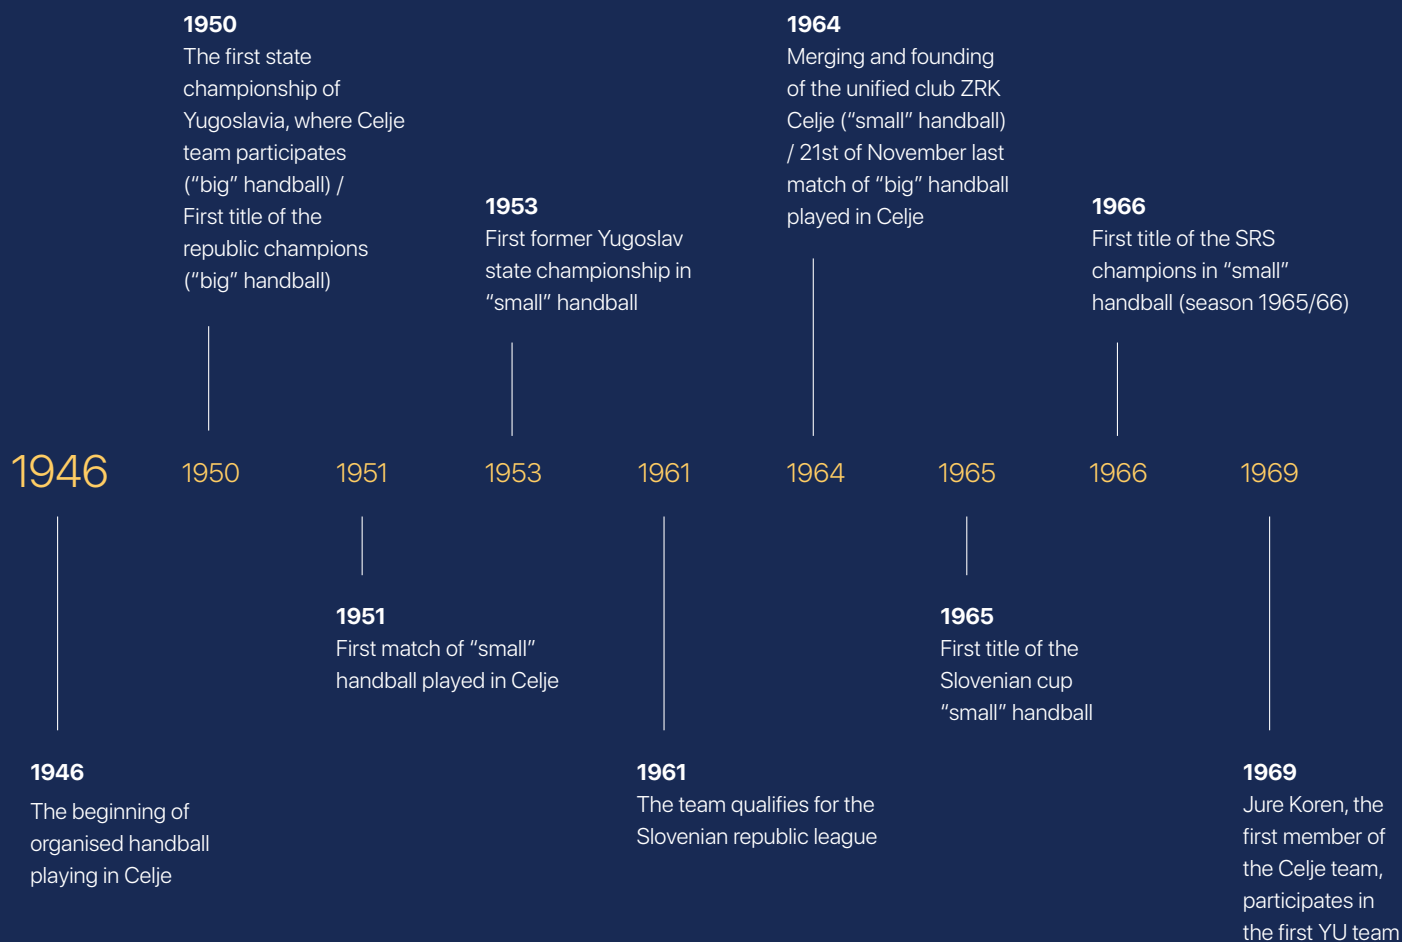 1950
The first state
championship of
Yugoslavia, where Celje
team participates
(“big” handball) /
First title of the
republic champions
(“big” handball)
1953
First former Yugoslav
state championship in
“small” handball
1964
Merging and founding
of the unified club ZRK
Celje (“small” handball)
/ 21st of November last
match of “big” handball
played in Celje
1966
First title of the SRS
champions in “small”
handball (season 1965/66)
1946
1950
1951
1953
1961
1964
1965
1966
1969
1946
The beginning of
organised handball
playing in Celje
1951
First match of “small”
handball played in Celje
1961
The team qualifies for the
Slovenian republic league
1965
First title of the
Slovenian cup
“small” handball
1969
Jure Koren, the
first member of
the Celje team,
participates in
the first YU team